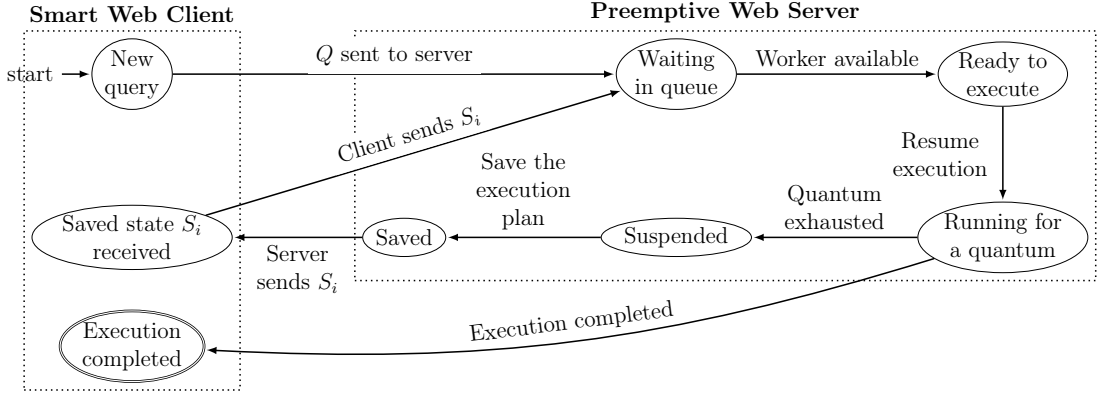 Smart Web Client
Preemptive Web Server
start
New
query
Q sent to server
Waiting
in queue
Worker available
Ready to
execute
Client sends S_i
Resume
execution
Save the
execution
plan
Quantum
exhausted
Saved state S_i
received
Server
sends S_i
Saved
Suspended
Running for
a quantum
Execution completed
Execution
completed